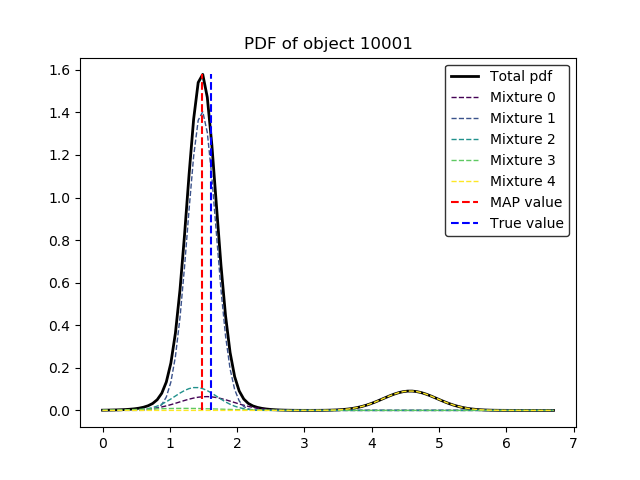 PDF of object 10001
Total pdf
Mixture 0
Mixture 1
Mixture 2
Mixture 3
Mixture 4
MAP value
True value
1.6
1.4
1.2
1.0
0.8
0.6
0.4
0.2
0.0
0 1 2 3 4 5 6 7